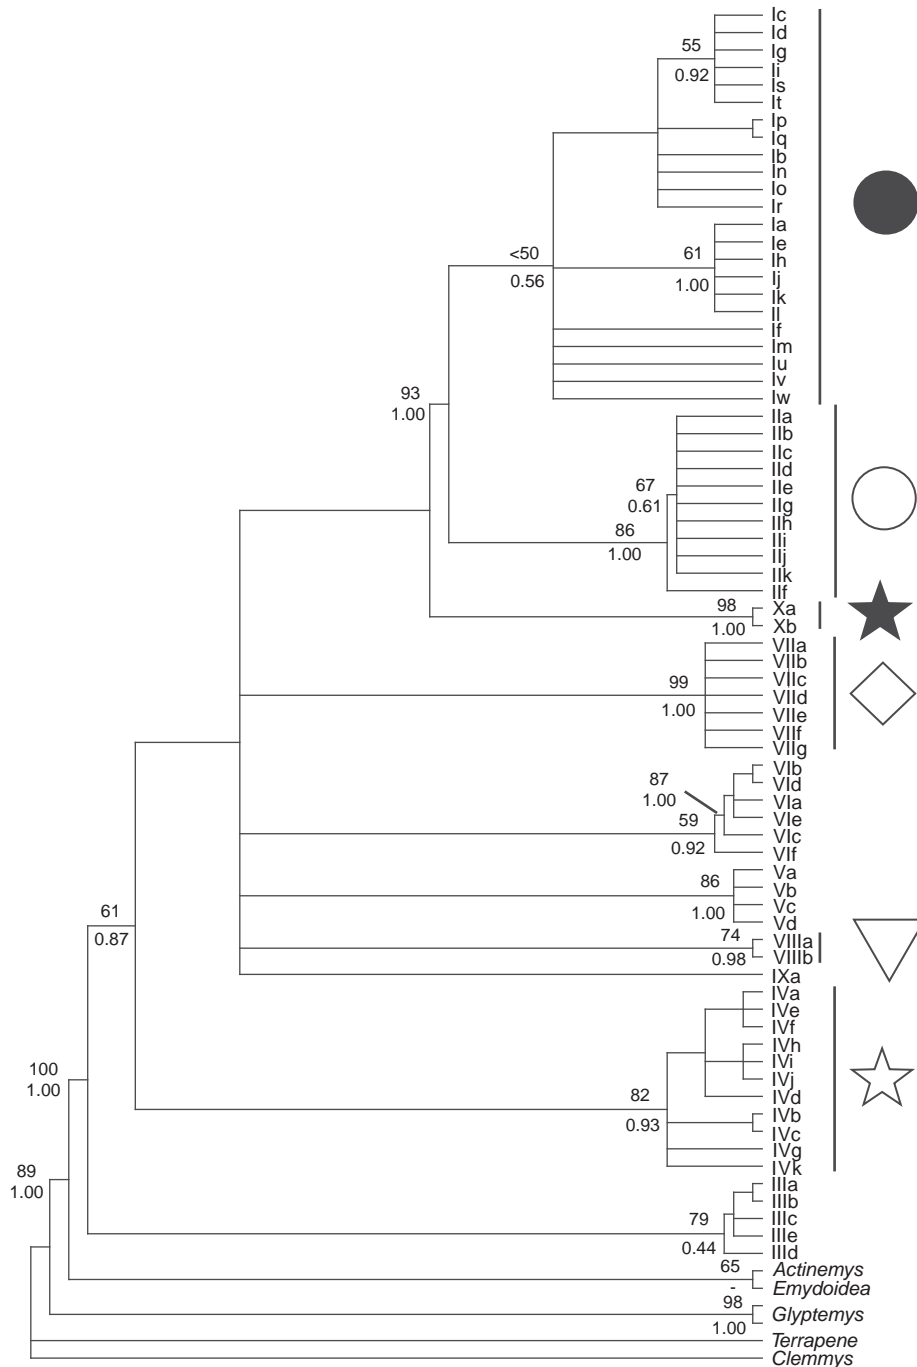 Ic
Id
55
Ig
Ii
0.92
Is
It
Ip
Iq
Ib
In
Io
Ir
Ia
Ie
<50
61
Ih
0.56
1.00
Ij
Ik
Il
If
Im
Iu
Iv
93
Iw
1.00
IIa
IIb
IIc
IId
67
IIe
0.61
IIg
86
IIh
1.00
IIi
IIj
IIk
IIf
98
Xa
1.00
Xb
VIIa
VIIb
99
VIIc
VIId
1.00
VIIe
VIIf
VIIg
VIb
87
VId
1.00
VIa
59
VIe
0.92
VIc
VIf
Va
86
Vb
1.00
Vc
Vd
61
74
VIIIa
0.87
0.98
VIIIb
IXa
IVa
IVe
IVf
IVh
100
IVi
1.00
IVj
82
IVd
0.93
IVb
IVc
IVg
89
IVk
1.00
IIIa
IIIb
79
IIIc
IIIe
0.44
IIId
65
Actinemys
-
Emydoidea
98
Glyptemys
1.00
Terrapene
Clemmys